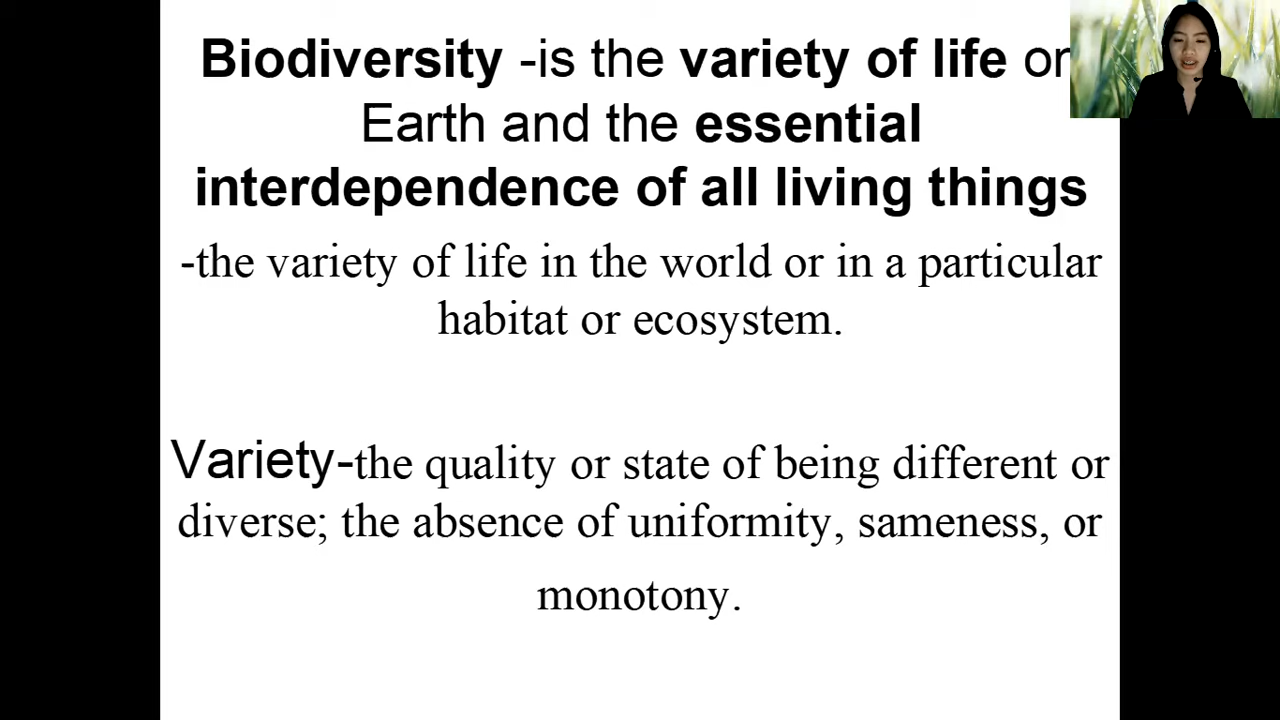 Biodiversity -is the variety of life on
Earth and the essential
interdependence of all living things
-the variety of life in the world or in a particular
habitat or ecosystem.
Variety-the quality or state of being different or
diverse; the absence of uniformity, sameness, or
monotony.